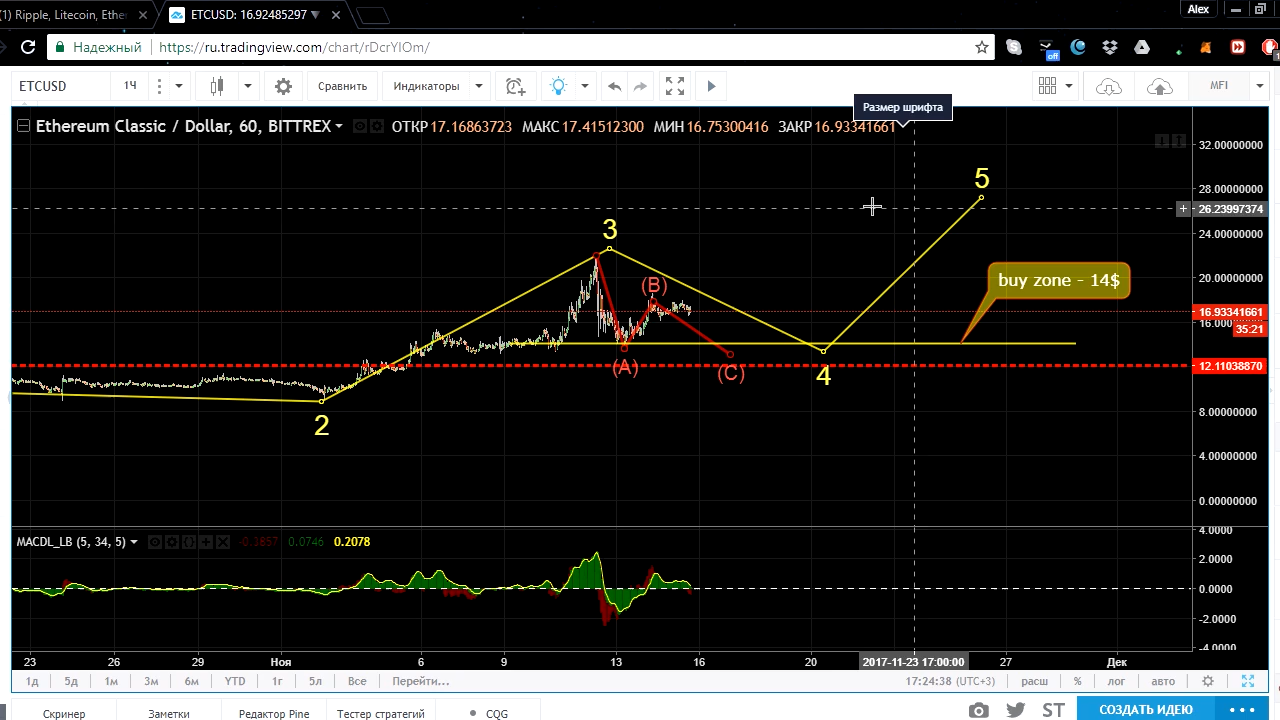 1) Ripple, Litecoin, Ethe
ETCUSD: 16.92485297
Alex
Надежный https://ru.tradingview.com/chart/rDcrYIOm/
off
ETCUSD 1Ч Сравнить Индикаторы MFI
Размер шрифта
Ethereum Classic / Dollar, 60, BITTREX ОТКР 17.16863723 МАКС 17.41512300 МИН 16.75300416 ЗАКР 16.93341661
32.00000000
5
28.00000000
26.23997374
3
24.00000000
buy zone - 14$
20.00000000
(B)
16.93341661
16.000
35:21
(A)
(C)
4
12.11038870
2
8.00000000
4.00000000
0.00000000
4.0000
MACDL_LB (5, 34, 5) -0.2857 0.0746 0.2078
2.0000
0.0000
-2.0000
-4.0000
23 26 29 Ноя 6 9 13 16 20 2017-11-23 17:00:00 27 Дек
1д 5д 1м 3м 6м YTD 1г 5л Все Перейти... 17:24:38 (UTC+3) расш % лог авто
Скринер Заметки Редактор Pine Тестер стратегий CQG ST СОЗДАТЬ ИДЕЮ